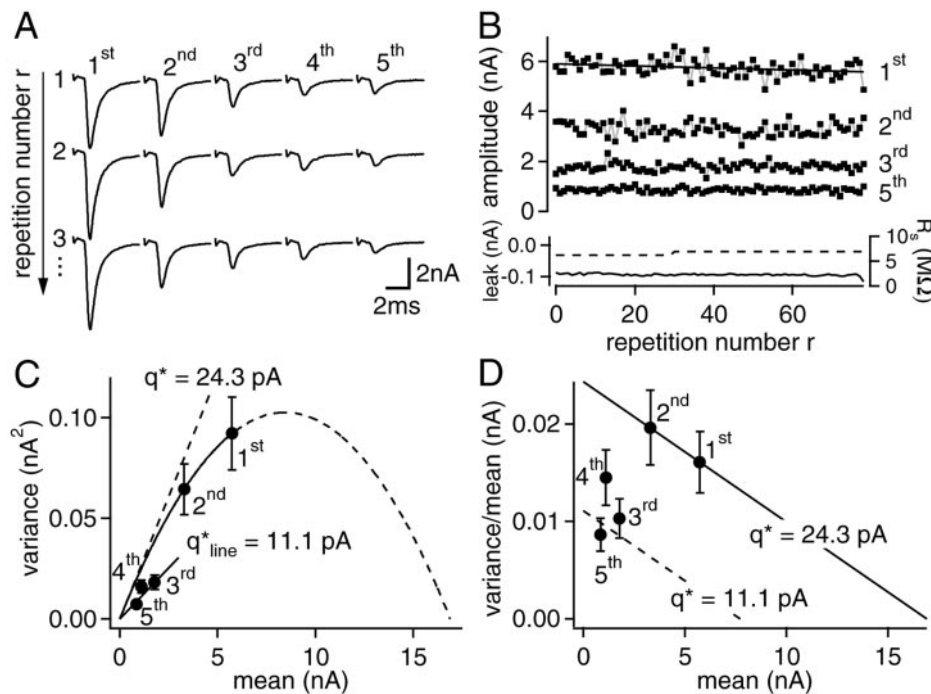 A
1st 2nd 3rd 4th 5th
repetition number r
1
2
3
...
2nA
2ms
B
amplitude (nA)
6
4
2
0
1st
2nd
3rd
5th
leak (nA)
0.0
-0.1
10
5
0
Rs (MΩ)
0 20 40 60
repetition number r
C
variance (nA2)
0.10
0.05
0.00
q* = 24.3 pA
1st
2nd
q*line = 11.1 pA
4th
3rd
5th
0 5 10 15
mean (nA)
D
variance/mean (nA)
0.02
0.01
0.00
2nd
1st
4th
3rd
5th
q* = 24.3 pA
q* = 11.1 pA
0 5 10 15
mean (nA)